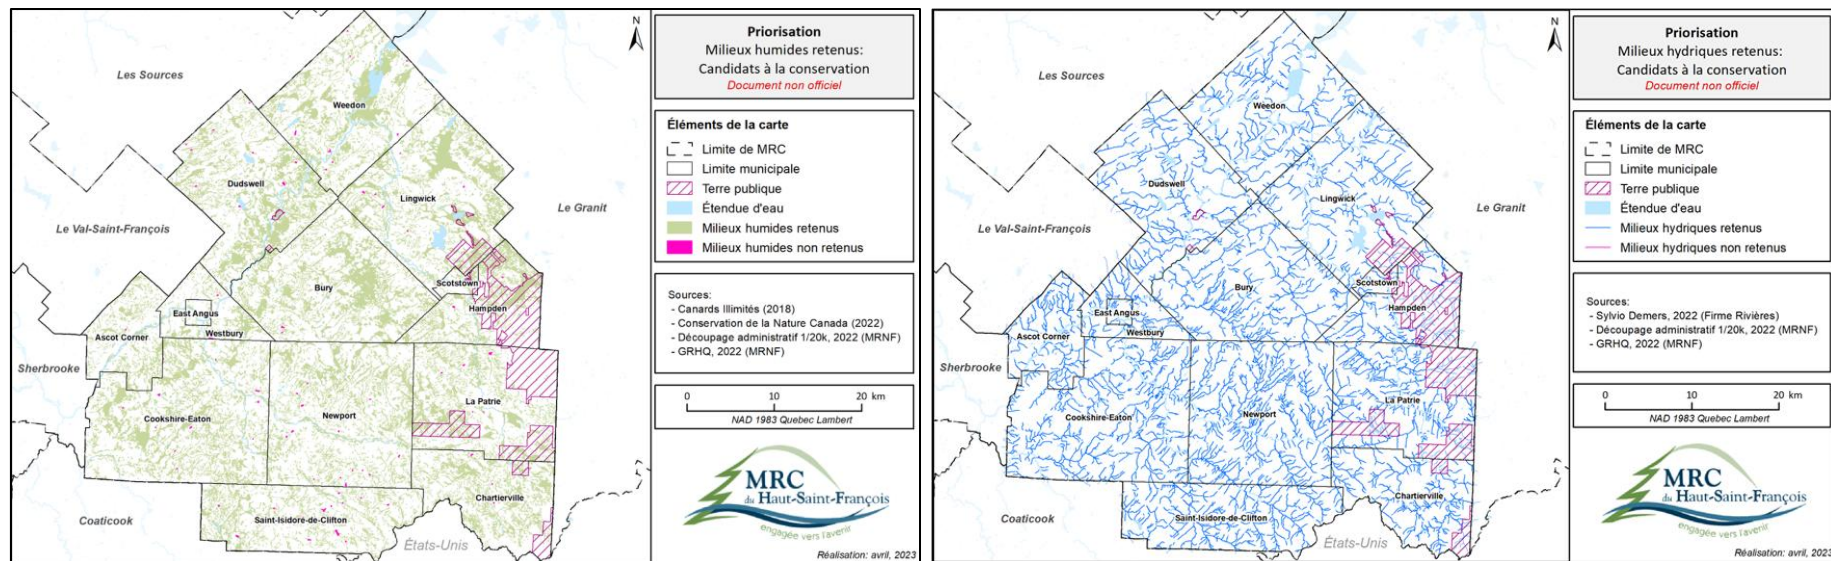 N
Les Sources
Weedon
Dudswell
Lingwick
Le Granit
Le Val-Saint-François
Bury
Scotstown
Hampden
East Angus
Westbury
Ascot Corner
Sherbrooke
La Patrie
Cookshire-Eaton
Newport
Chartierville
Coaticook
Saint-Isidore-de-Clifton
États-Unis
Priorisation
Milieux humides retenus:
Candidats à la conservation
Document non officiel
Éléments de la carte
Limite de MRC
Limite municipale
Terre publique
Étendue d'eau
Milieux humides retenus
Milieux humides non retenus
Sources:
- Canards Illimités (2018)
- Conservation de la Nature Canada (2022)
- Découpage administratif 1/20k, 2022 (MRNF)
- GRHQ, 2022 (MRNF)
0 10 20 km
NAD 1983 Quebec Lambert
MRC
du Haut-Saint-François
engagée vers l'avenir
Réalisation: avril, 2023
N
Les Sources
Weedon
Dudswell
Lingwick
Le Granit
Le Val-Saint-François
Bury
Scotstown
Hampden
East Angus
Westbury
Ascot Corner
Sherbrooke
La Patrie
Cookshire-Eaton
Newport
Chartierville
Coaticook
Saint-Isidore-de-Clifton
États-Unis
Priorisation
Milieux hydriques retenus:
Candidats à la conservation
Document non officiel
Éléments de la carte
Limite de MRC
Limite municipale
Terre publique
Étendue d'eau
Milieux hydriques retenus
Milieux hydriques non retenus
Sources:
- Sylvio Demers, 2022 (Firme Rivières)
- Découpage administratif 1/20k, 2022 (MRNF)
- GRHQ, 2022 (MRNF)
0 10 20 km
NAD 1983 Quebec Lambert
MRC
du Haut-Saint-François
engagée vers l'avenir
Réalisation: avril, 2023